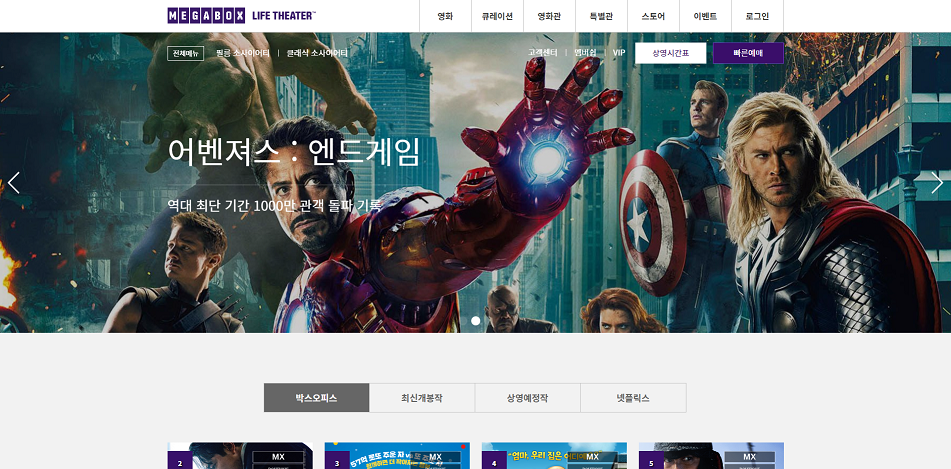 MEGABOX LIFE THEATER™
영화 큐레이션 영화관 특별관 스토어 이벤트 로그인
전체메뉴 필름 소사이어티 | 클래식 소사이어티 고객센터 | 멤버쉽 VIP 상영시간표 빠른예매
어벤져스 : 엔드게임
역대 최단 기간 1000만 관객 돌파 기록
박스오피스 최신개봉작 상영예정작 넷플릭스
2 MX 3 MX 4 MX 5 MX